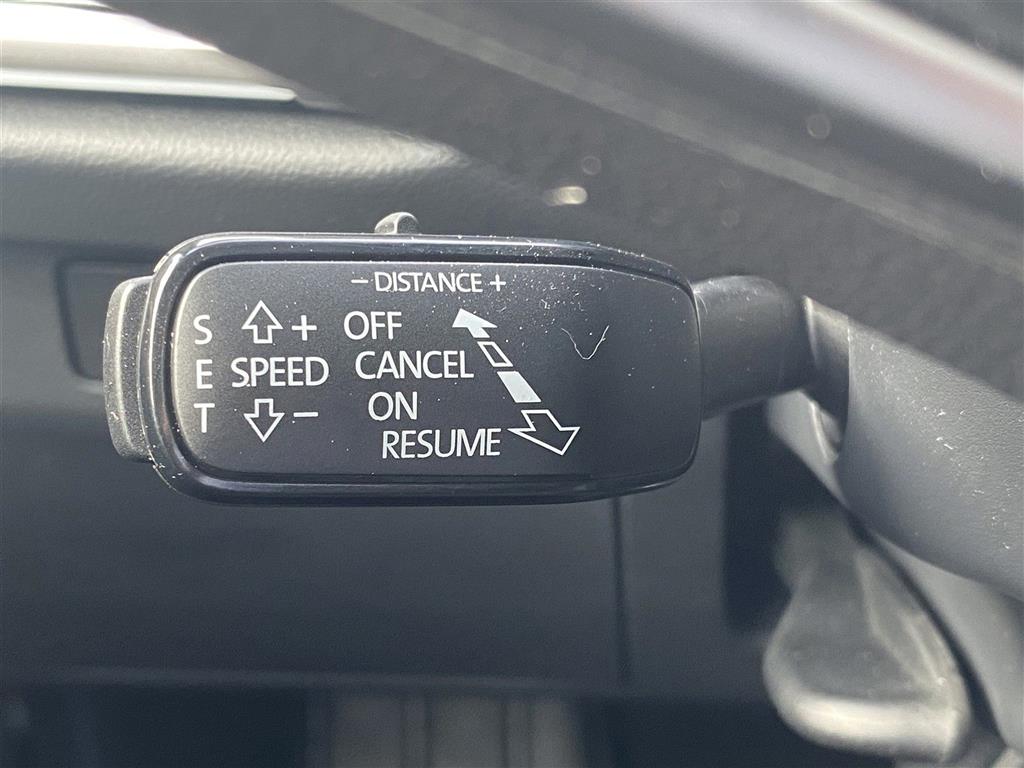 − DISTANCE +
S + OFF
E SPEED CANCEL
T − ON
RESUME